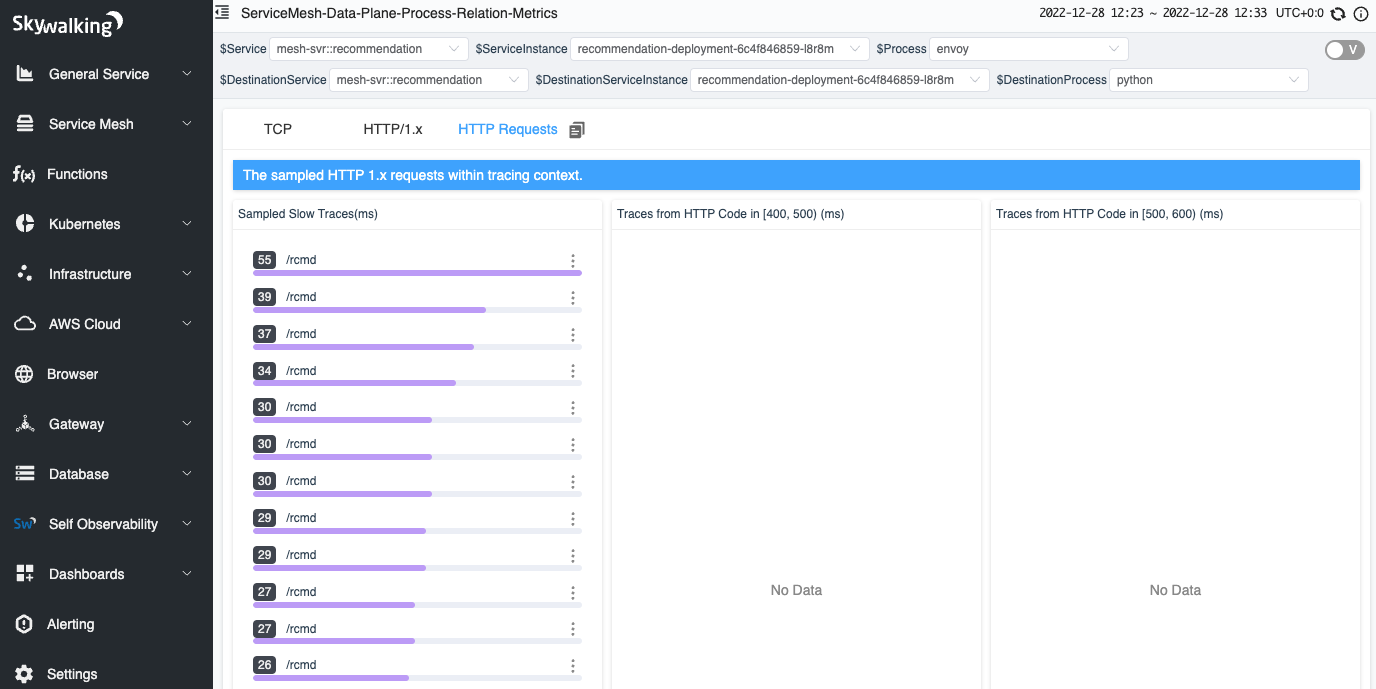 Skywalking
General Service
Service Mesh
f(x) Functions
Kubernetes
Infrastructure
AWS Cloud
Browser
Gateway
Database
Sw Self Observability
Dashboards
Alerting
Settings
ServiceMesh-Data-Plane-Process-Relation-Metrics
2022-12-28 12:23 ~ 2022-12-28 12:33 UTC+0:0
$Service mesh-svr::recommendation $ServiceInstance recommendation-deployment-6c4f846859-l8r8m $Process envoy
V
$DestinationService mesh-svr::recommendation $DestinationServiceInstance recommendation-deployment-6c4f846859-l8r8m $DestinationProcess python
TCP HTTP/1.x HTTP Requests
The sampled HTTP 1.x requests within tracing context.
Sampled Slow Traces(ms)
55 /rcmd
39 /rcmd
37 /rcmd
34 /rcmd
30 /rcmd
30 /rcmd
30 /rcmd
29 /rcmd
29 /rcmd
27 /rcmd
27 /rcmd
26 /rcmd
Traces from HTTP Code in [400, 500) (ms)
No Data
Traces from HTTP Code in [500, 600) (ms)
No Data